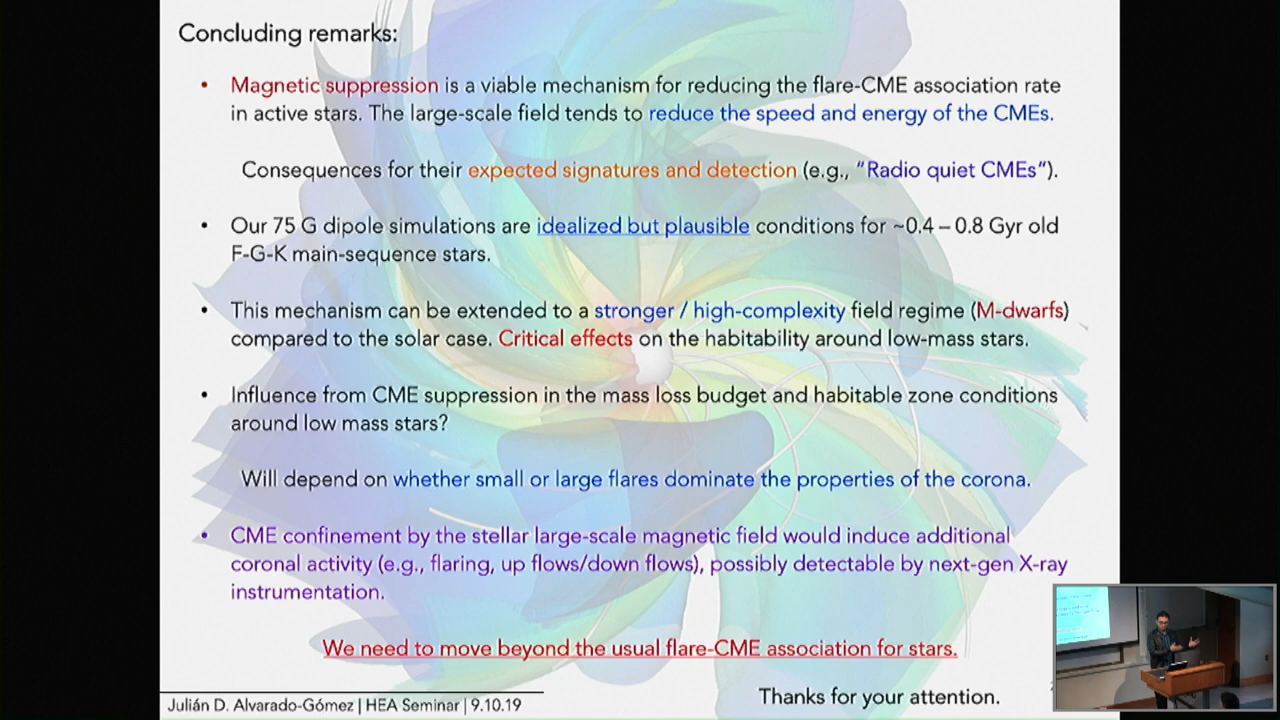 Concluding remarks:
• Magnetic suppression is a viable mechanism for reducing the flare-CME association rate
in active stars. The large-scale field tends to reduce the speed and energy of the CMEs.
Consequences for their expected signatures and detection (e.g., “Radio quiet CMEs”).
• Our 75 G dipole simulations are idealized but plausible conditions for ~0.4 – 0.8 Gyr old
F-G-K main-sequence stars.
• This mechanism can be extended to a stronger / high-complexity field regime (M-dwarfs)
compared to the solar case. Critical effects on the habitability around low-mass stars.
• Influence from CME suppression in the mass loss budget and habitable zone conditions
around low mass stars?
Will depend on whether small or large flares dominate the properties of the corona.
• CME confinement by the stellar large-scale magnetic field would induce additional
coronal activity (e.g., flaring, up flows/down flows), possibly detectable by next-gen X-ray
instrumentation.
We need to move beyond the usual flare-CME association for stars.
Thanks for your attention.
Julián D. Alvarado-Gómez | HEA Seminar | 9.10.19